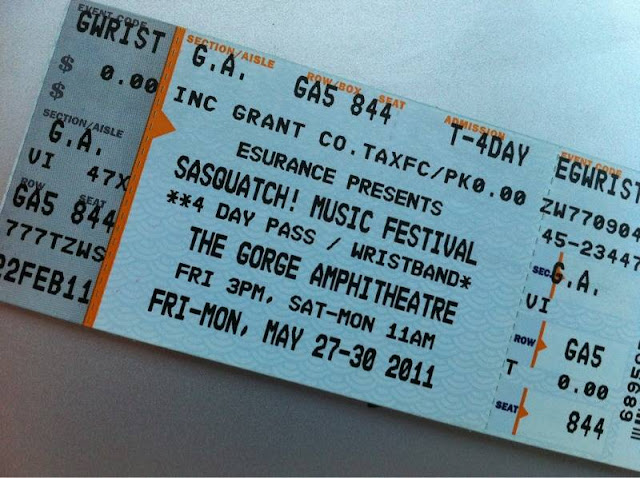 EVENT CODE
GWRIST
$ 0.00
$
SECTION/AISLE
G.A.
VI 47X
ROW SEAT
GA5 844
777TZWS
22FEB11
SECTION/AISLE ROW/BOX SEAT ADMISSION
G.A. GA5 844 T-4DAY
INC GRANT CO.TAXFC/PK0.00
ESURANCE PRESENTS
SASQUATCH! MUSIC FESTIVAL
**4 DAY PASS / WRISTBAND*
THE GORGE AMPHITHEATRE
FRI 3PM, SAT-MON 11AM
FRI-MON, MAY 27-30 2011
EVENT CODE
EGWRIST
ZW770904
45-23447
SEC.
G.A.
VI
ROW
GA5
T 0.00
SEAT
844